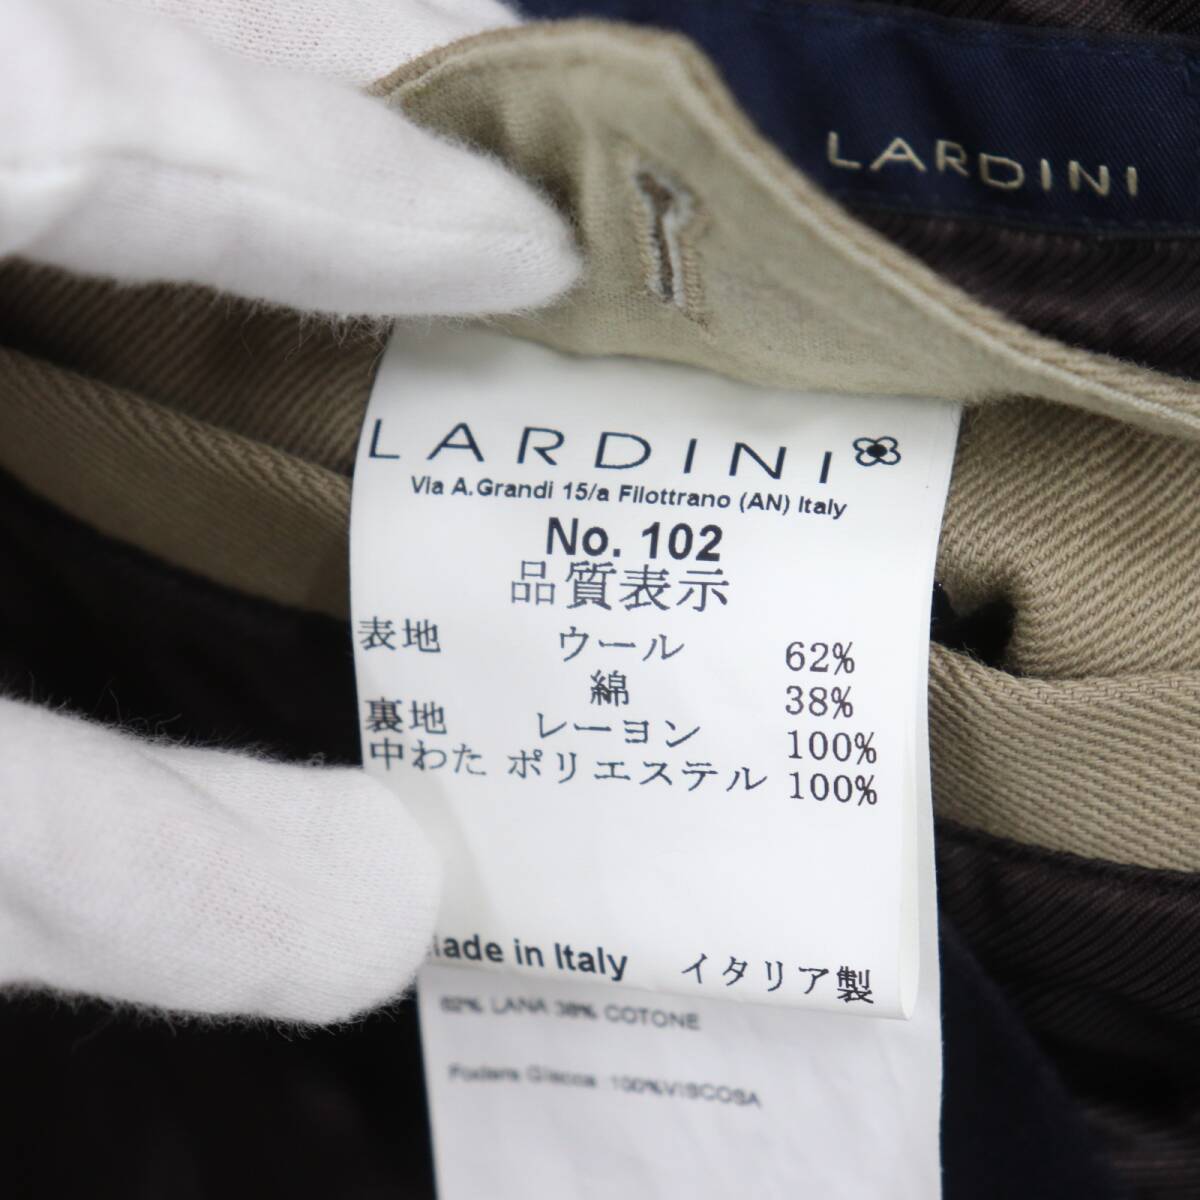 LARDINI
LARDINI
Via A.Grandi 15/a Filottrano (AN) Italy
No. 102
品質表示
表地 ウール 62%
綿 38%
裏地 レーヨン 100%
中わた ポリエステル 100%
Made in Italy イタリア製
62% LANA 38% COTONE
Fodera Giacca: 100%VISCOSA